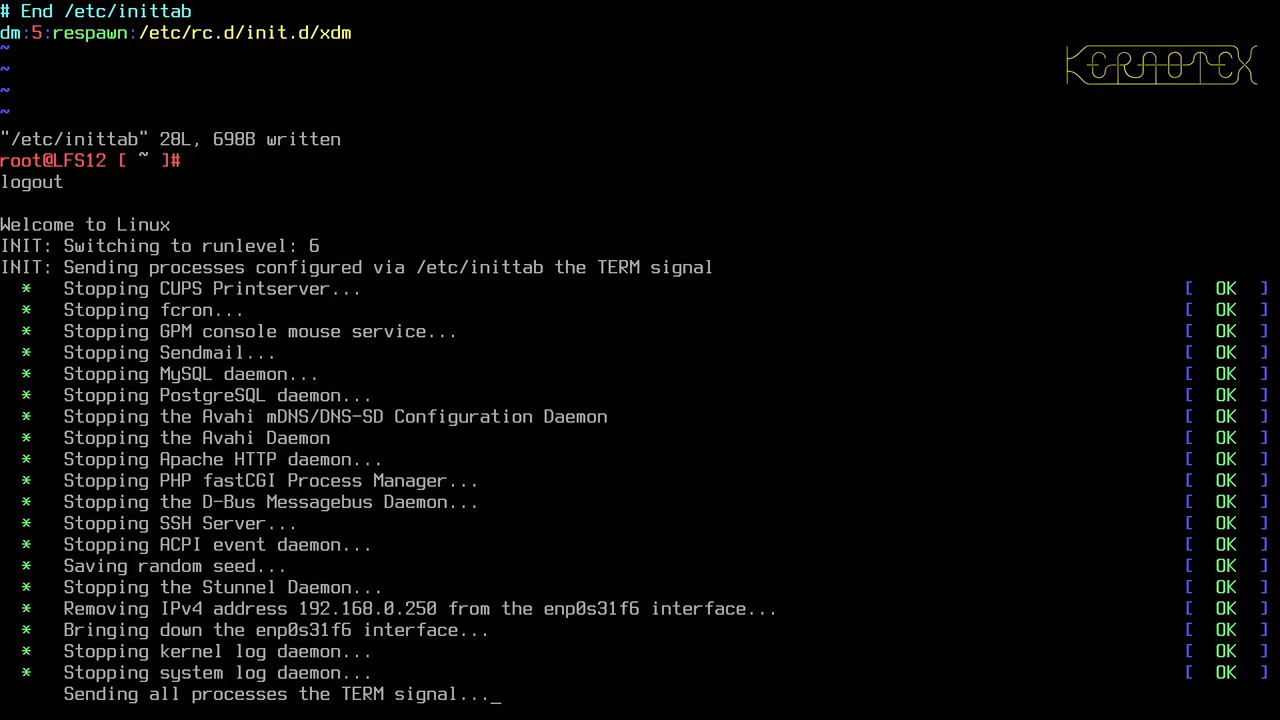 # End /etc/inittab
dm:5:respawn:/etc/rc.d/init.d/xdm
~
~
KERNOTEX
~
~
"/etc/inittab" 28L, 698B written
root@LFS12 [ ~ ]#
logout
Welcome to Linux
INIT: Switching to runlevel: 6
INIT: Sending processes configured via /etc/inittab the TERM signal
* Stopping CUPS Printserver... [ OK ]
* Stopping fcron... [ OK ]
* Stopping GPM console mouse service... [ OK ]
* Stopping Sendmail... [ OK ]
* Stopping MySQL daemon... [ OK ]
* Stopping PostgreSQL daemon... [ OK ]
* Stopping the Avahi mDNS/DNS-SD Configuration Daemon [ OK ]
* Stopping the Avahi Daemon [ OK ]
* Stopping Apache HTTP daemon... [ OK ]
* Stopping PHP fastCGI Process Manager... [ OK ]
* Stopping the D-Bus Messagebus Daemon... [ OK ]
* Stopping SSH Server... [ OK ]
* Stopping ACPI event daemon... [ OK ]
* Saving random seed... [ OK ]
* Stopping the Stunnel Daemon... [ OK ]
* Removing IPv4 address 192.168.0.250 from the enp0s31f6 interface... [ OK ]
* Bringing down the enp0s31f6 interface... [ OK ]
* Stopping kernel log daemon... [ OK ]
* Stopping system log daemon... [ OK ]
Sending all processes the TERM signal..._